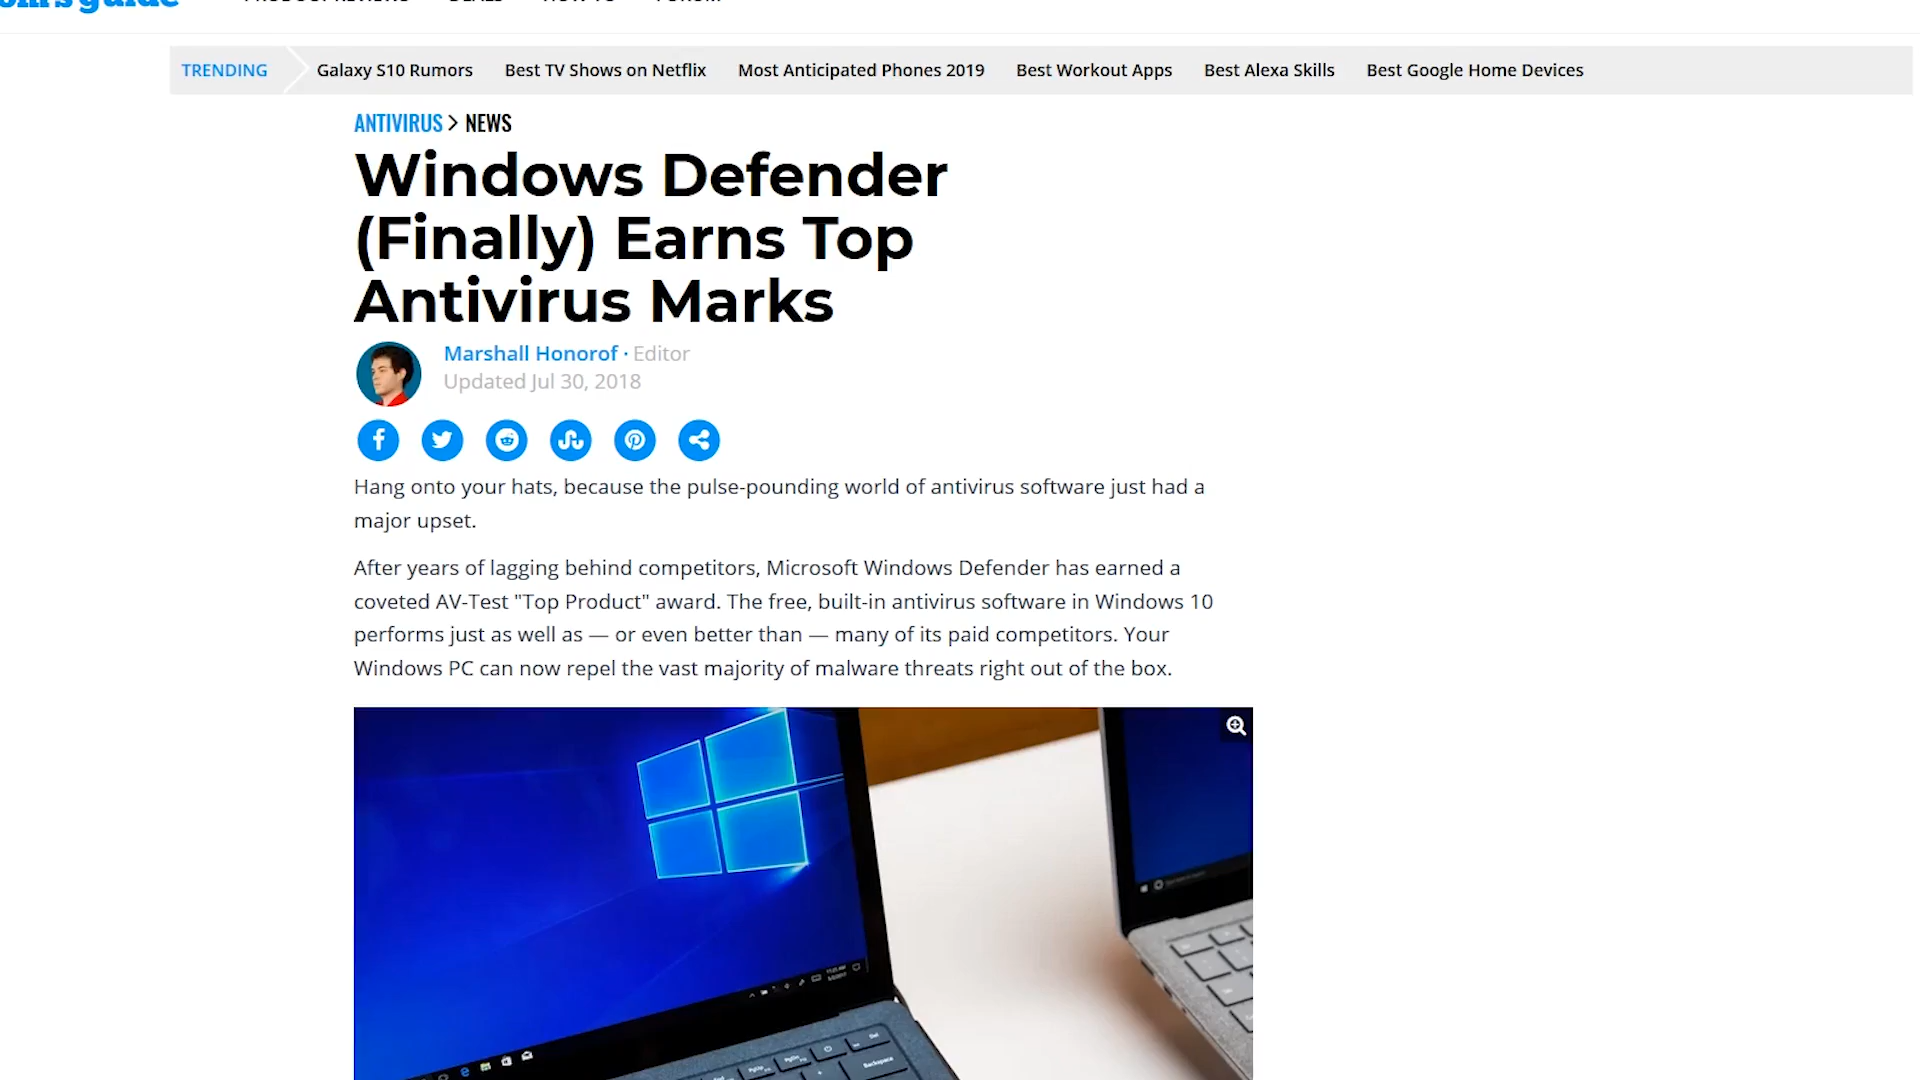 TRENDING Galaxy S10 Rumors Best TV Shows on Netflix Most Anticipated Phones 2019 Best Workout Apps Best Alexa Skills Best Google Home Devices
ANTIVIRUS > NEWS
Windows Defender
(Finally) Earns Top
Antivirus Marks
Marshall Honorof · Editor
Updated Jul 30, 2018
Hang onto your hats, because the pulse-pounding world of antivirus software just had a
major upset.
After years of lagging behind competitors, Microsoft Windows Defender has earned a
coveted AV-Test "Top Product" award. The free, built-in antivirus software in Windows 10
performs just as well as — or even better than — many of its paid competitors. Your
Windows PC can now repel the vast majority of malware threats right out of the box.
Backspace